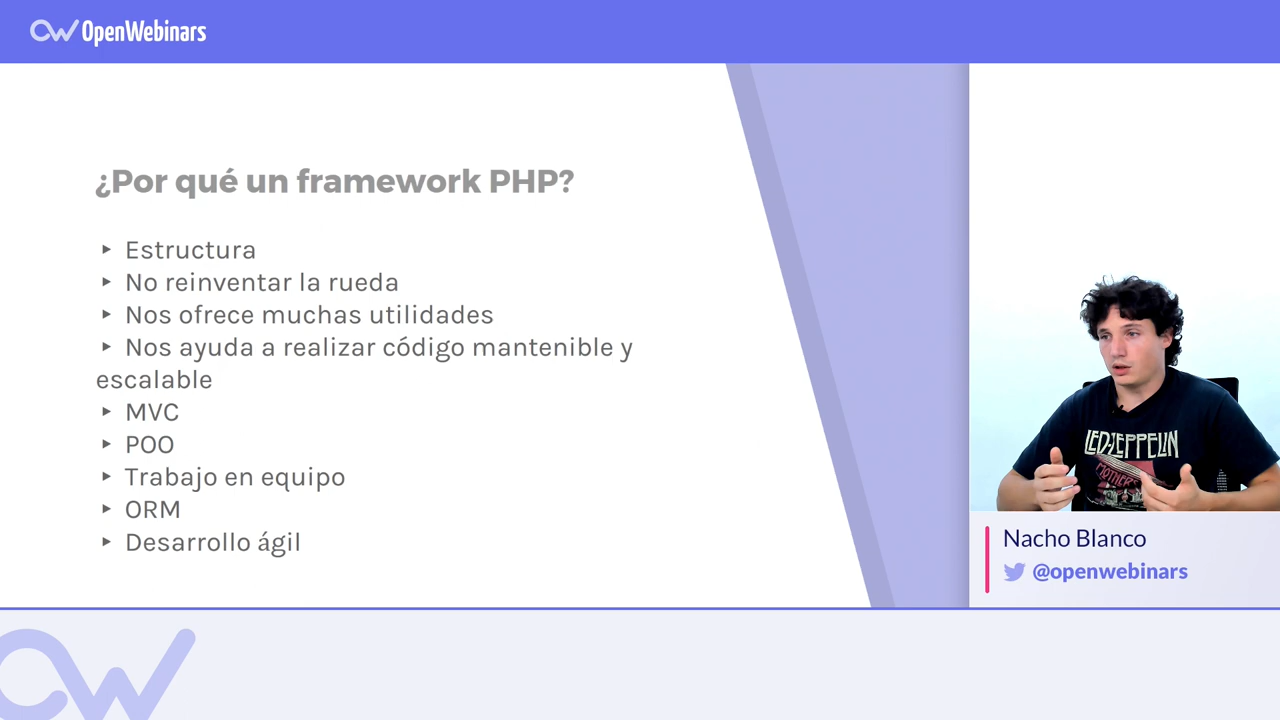 OpenWebinars
¿Por qué un framework PHP?
‣ Estructura
‣ No reinventar la rueda
‣ Nos ofrece muchas utilidades
‣ Nos ayuda a realizar código mantenible y
escalable
‣ MVC
‣ POO
‣ Trabajo en equipo
‣ ORM
‣ Desarrollo ágil
LED-ZEPPELIN
MOTHERS
Nacho Blanco
@openwebinars